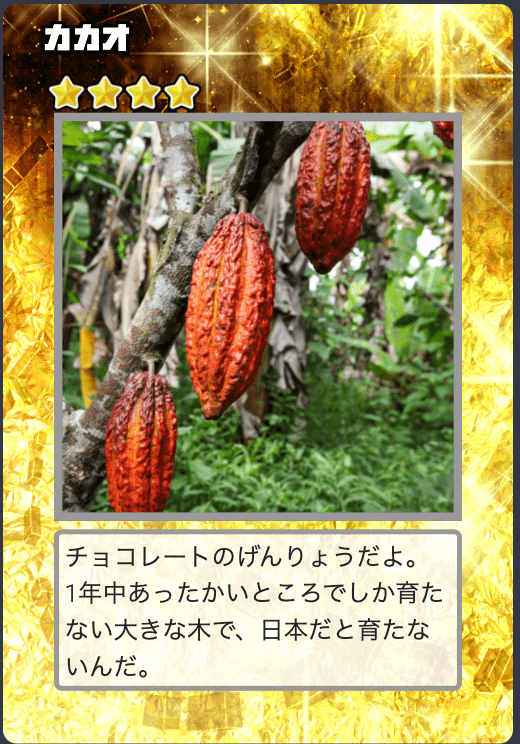 カカオ
チョコレートのげんりょうだよ。
1年中あったかいところでしか育た
ない大きな木で、日本だと育たな
いんだ。